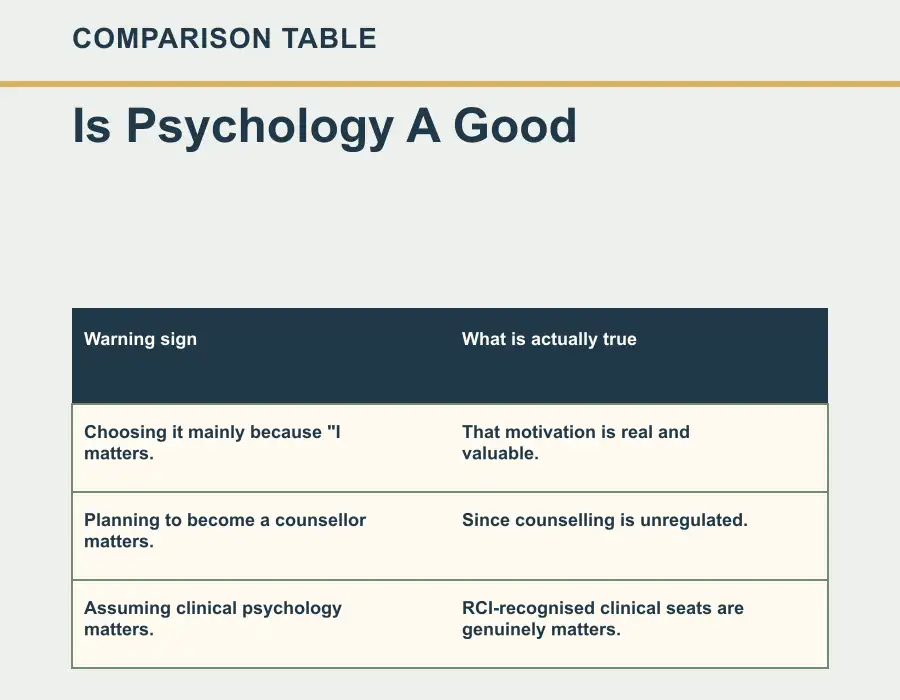 COMPARISON TABLE
Is Psychology A Good
Warning sign
What is actually true
Choosing it mainly because "I
matters.
That motivation is real and
valuable.
Planning to become a counsellor
matters.
Since counselling is unregulated.
Assuming clinical psychology
matters.
RCI-recognised clinical seats are
genuinely matters.